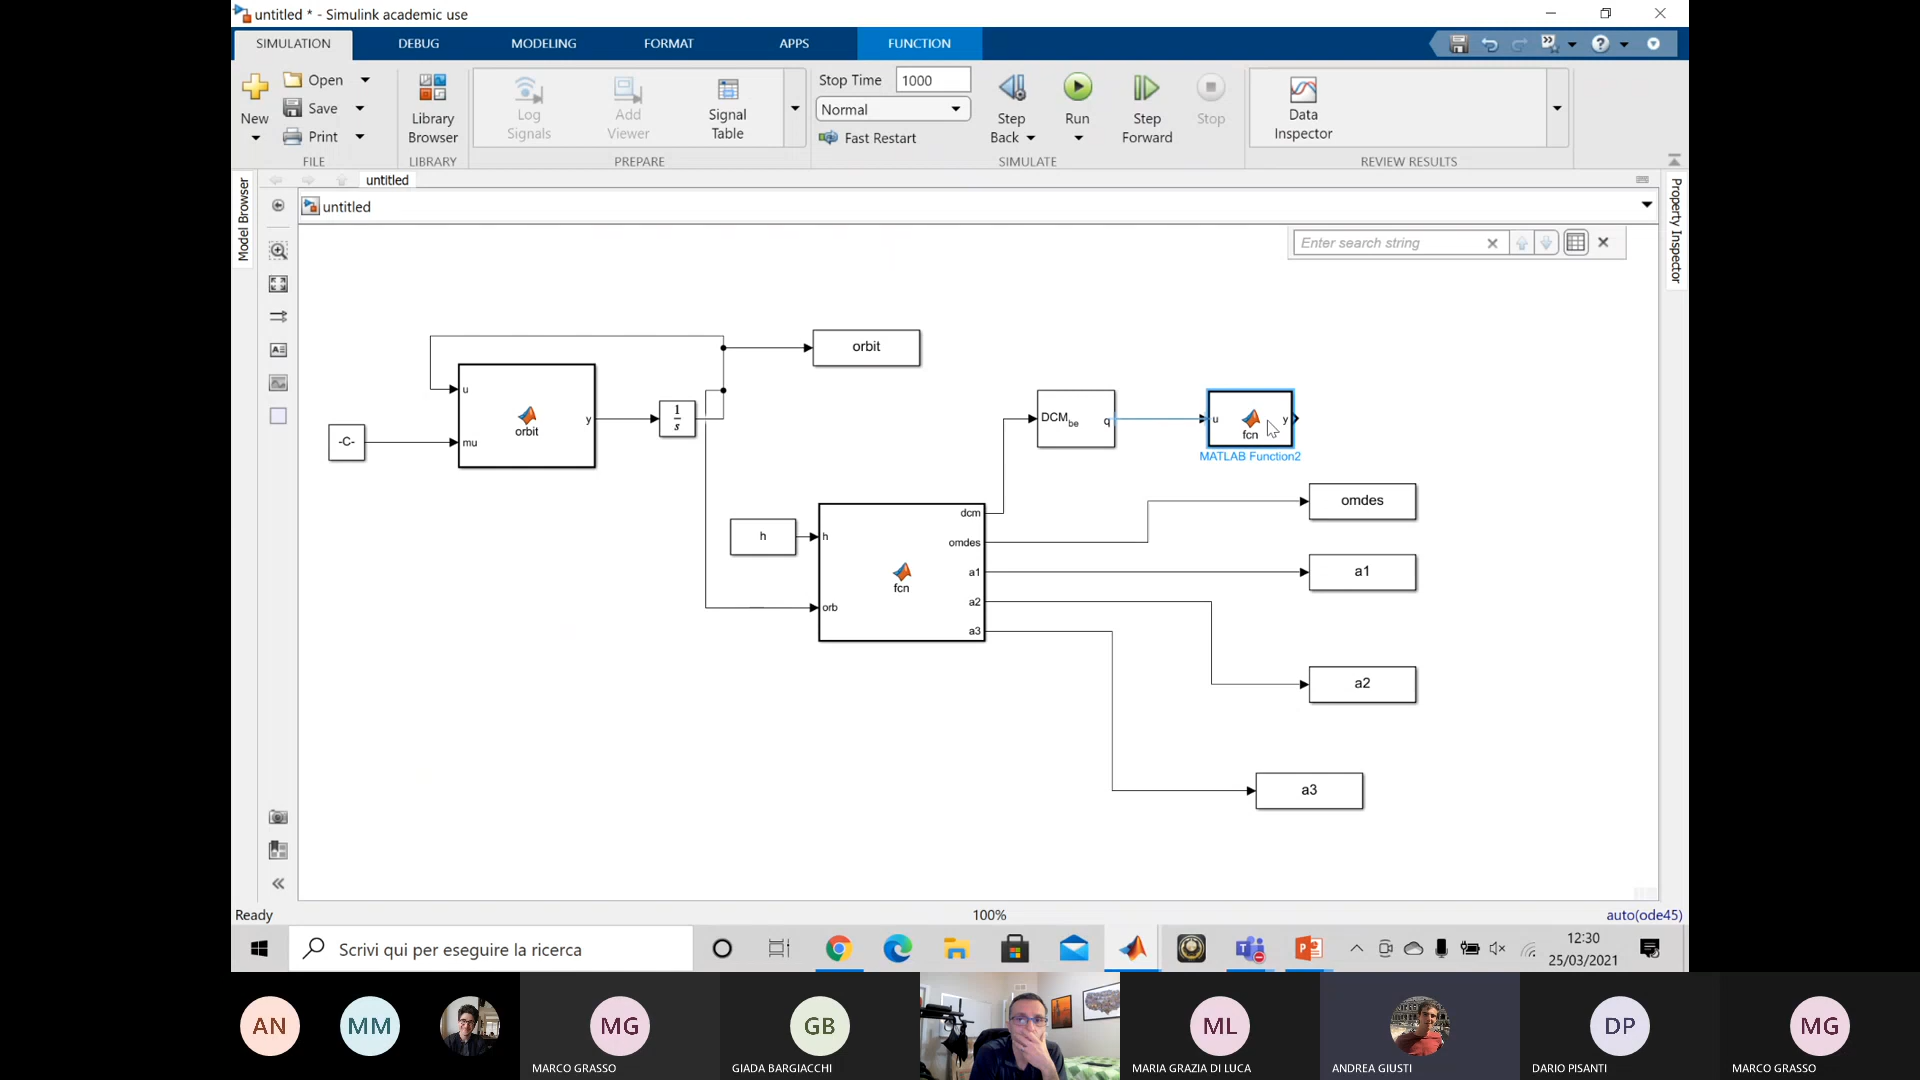 untitled * - Simulink academic use
SIMULATION DEBUG MODELING FORMAT APPS FUNCTION
New
Open
Save
Print
FILE
Library
Browser
LIBRARY
Log
Signals
Add
Viewer
Signal
Table
PREPARE
Stop Time 1000
Normal
Fast Restart
Step
Back
Run
Step
Forward
Stop
SIMULATE
Data
Inspector
REVIEW RESULTS
Model Browser
untitled
untitled
Property Inspector
Enter search string
orbit
u
mu
orbit
y
-C-
1
s
DCMbe
q
u
fcn
y
MATLAB Function2
h
h
orb
fcn
dcm
omdes
a1
a2
a3
omdes
a1
a2
a3
Ready
100%
auto(ode45)
Scrivi qui per eseguire la ricerca
12:30
25/03/2021
AN
MM
MG
MARCO GRASSO
GB
GIADA BARGIACCHI
ML
MARIA GRAZIA DI LUCA
ANDREA GIUSTI
DP
DARIO PISANTI
MG
MARCO GRASSO